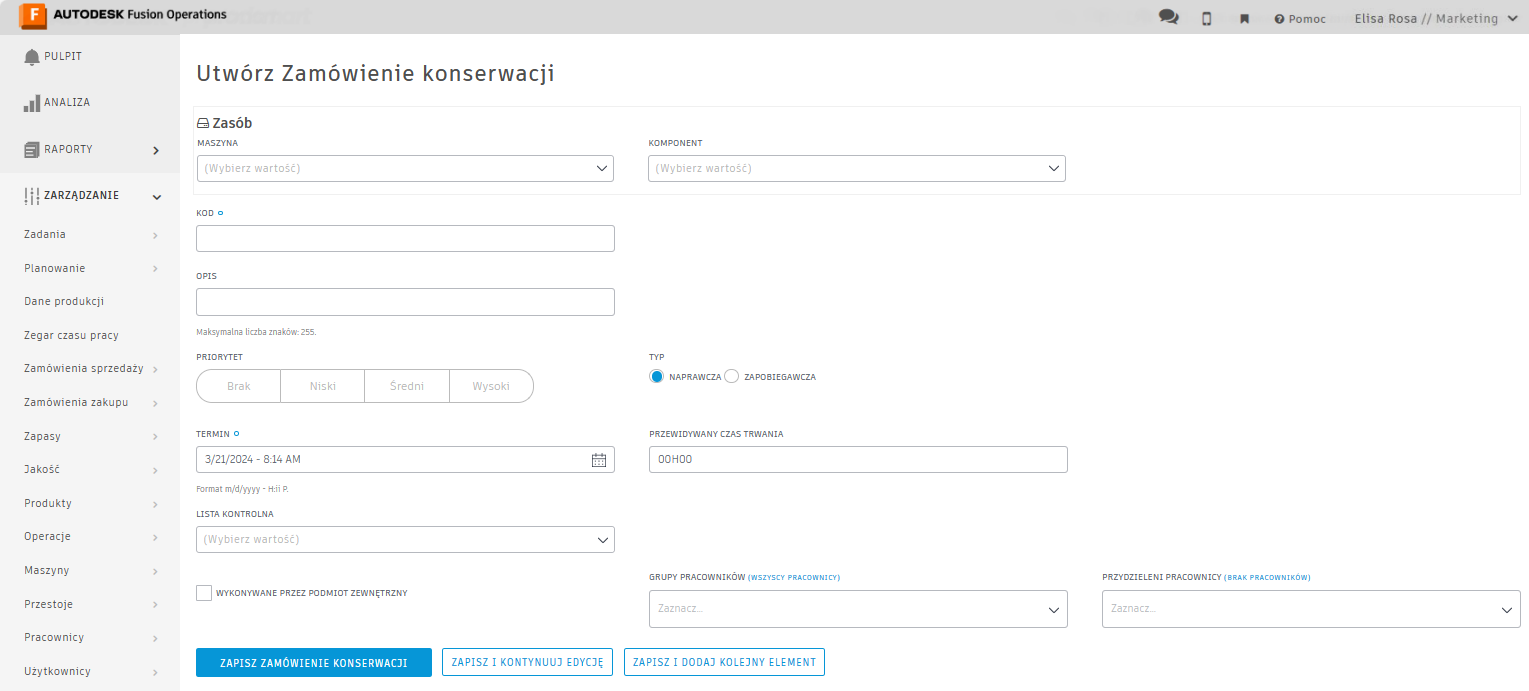 F AUTODESK Fusion Operations
Pomoc
Elisa Rosa // Marketing
PULPIT
ANALIZA
RAPORTY
ZARZĄDZANIE
Zadania
Planowanie
Dane produkcji
Zegar czasu pracy
Zamówienia sprzedaży
Zamówienia zakupu
Zapasy
Jakość
Produkty
Operacje
Maszyny
Przestoje
Pracownicy
Użytkownicy
Utwórz Zamówienie konserwacji
Zasób
MASZYNA KOMPONENT
(Wybierz wartość) (Wybierz wartość)
KOD
OPIS
Maksymalna liczba znaków: 255.
PRIORYTET TYP
Brak Niski Średni Wysoki NAPRAWCZA ZAPOBIEGAWCZA
TERMIN PRZEWIDYWANY CZAS TRWANIA
3/21/2024 - 8:14 AM 00H00
Format m/d/yyyy - H:ii P.
LISTA KONTROLNA
(Wybierz wartość)
GRUPY PRACOWNIKÓW (WSZYSCY PRACOWNICY) PRZYDZIELENI PRACOWNICY (BRAK PRACOWNIKÓW)
WYKONYWANE PRZEZ PODMIOT ZEWNĘTRZNY
Zaznacz... Zaznacz...
ZAPISZ ZAMÓWIENIE KONSERWACJI ZAPISZ I KONTYNUUJ EDYCJĘ ZAPISZ I DODAJ KOLEJNY ELEMENT